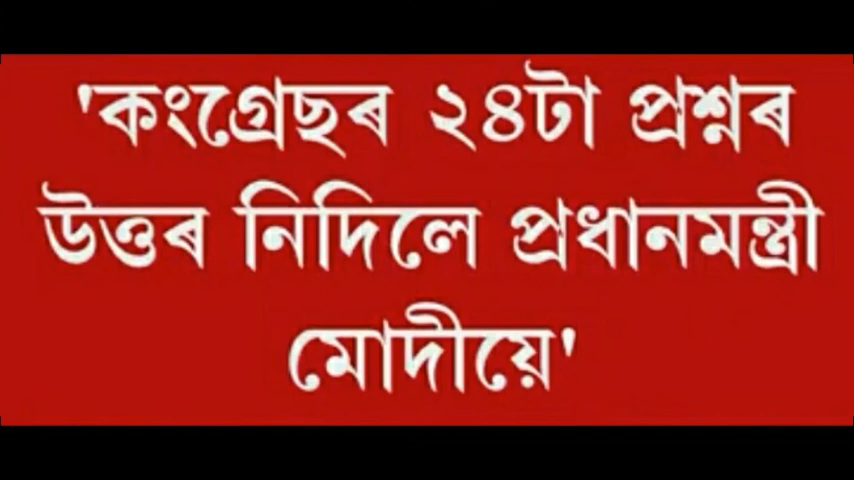 'কংগ্ৰেছৰ ২৪টা প্ৰশ্নৰ
উত্তৰ নিদিলে প্ৰধানমন্ত্ৰী
মোদীয়ে'